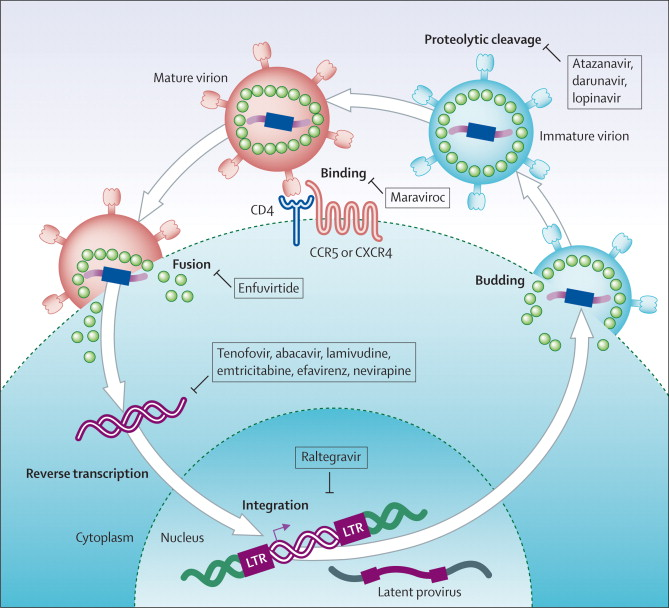 Proteolytic cleavage
Atazanavir,
darunavir,
lopinavir
Mature virion
Immature virion
Binding
Maraviroc
CD4
CCR5 or CXCR4
Fusion
Enfuvirtide
Budding
Tenofovir, abacavir, lamivudine,
emtricitabine, efavirenz, nevirapine
Reverse transcription
Raltegravir
Integration
LTR
LTR
Cytoplasm
Nucleus
Latent provirus